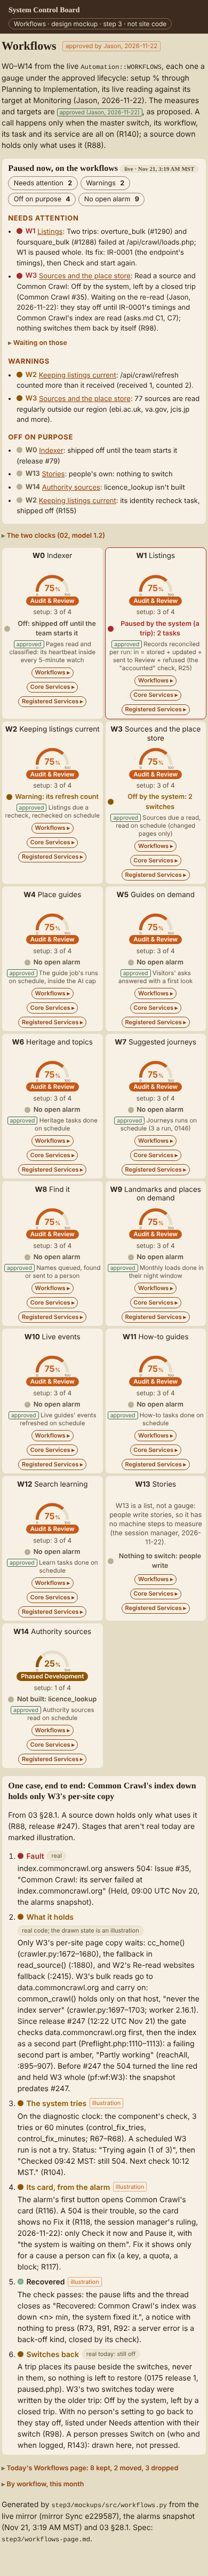 System Control Board
Workflows · design mockup · step 3 · not site code
Workflows approved by Jason, 2026-11-22
W0–W14 from the live Automation::WORKFLOWS, each one a
gauge under the approved lifecycle: setup % through
Planning to Implementation, its live reading against its
target at Monitoring (Jason, 2026-11-22). The measures
and targets are approved (Jason, 2026-11-22), as proposed. A
call happens only when the master switch, its workflow,
its task and its source are all on (R140); a source down
holds only what uses it (R88).
Paused now, on the workflows live · Nov 21, 3:19 AM MST
Needs attention 2 Warnings 2
Off on purpose 4 No open alarm 9
NEEDS ATTENTION
W1 Listings: Two trips: overture_bulk (#1290) and
foursquare_bulk (#1288) failed at /api/carrl/loads.php;
W1 is paused whole. Its fix: IR-001 (the endpoint's
timings), then Check and start again.
W3 Sources and the place store: Read a source and
Common Crawl: Off by the system, left by a closed trip
(Common Crawl #35). Waiting on the re-read (Jason,
2026-11-22): they stay off until IR-001's timings and
Common Crawl's index are read (asks.md C1, C7);
nothing switches them back by itself (R98).
▸ Waiting on those
WARNINGS
W2 Keeping listings current: /api/crawl/refresh
counted more than it received (received 1, counted 2).
W3 Sources and the place store: 77 sources are read
regularly outside our region (ebi.ac.uk, va.gov, jcis.jp
and more).
OFF ON PURPOSE
W0 Indexer: shipped off until the team starts it
(release #79)
W13 Stories: people's own: nothing to switch
W14 Authority sources: licence_lookup isn't built
W2 Keeping listings current: its identity recheck task,
shipped off (R155)
▸ The two clocks (02, model 1.2)
W0 Indexer
75%
Audit & Review
setup: 3 of 4
Off: shipped off until the
team starts it
approved Pages read and
classified: its heartbeat inside
every 5-minute watch
Workflows ▸
Core Services ▸
Registered Services ▸
W1 Listings
75%
Audit & Review
setup: 3 of 4
Paused by the system (a
trip): 2 tasks
approved Records reconciled
per run: in = stored + updated +
sent to Review + refused (the
"accounted" check, R25)
Workflows ▸
Core Services ▸
Registered Services ▸
W2 Keeping listings current
75%
Audit & Review
setup: 3 of 4
Warning: its refresh count
approved Listings due a
recheck, rechecked on schedule
Workflows ▸
Core Services ▸
Registered Services ▸
W3 Sources and the place
store
75%
Audit & Review
setup: 3 of 4
Off by the system: 2
switches
approved Sources due a read,
read on schedule (changed
pages only)
Workflows ▸
Core Services ▸
Registered Services ▸
W4 Place guides
75%
Audit & Review
setup: 3 of 4
No open alarm
approved The guide job's runs
on schedule, inside the AI cap
Workflows ▸
Core Services ▸
Registered Services ▸
W5 Guides on demand
75%
Audit & Review
setup: 3 of 4
No open alarm
approved Visitors' asks
answered with a first look
Workflows ▸
Core Services ▸
Registered Services ▸
W6 Heritage and topics
75%
Audit & Review
setup: 3 of 4
No open alarm
approved Heritage tasks done
on schedule
Workflows ▸
Core Services ▸
Registered Services ▸
W7 Suggested journeys
75%
Audit & Review
setup: 3 of 4
No open alarm
approved Journeys runs on
schedule (3 a run, 0146)
Workflows ▸
Core Services ▸
Registered Services ▸
W8 Find it
75%
Audit & Review
setup: 3 of 4
No open alarm
approved Names queued, found
or sent to a person
Workflows ▸
Core Services ▸
Registered Services ▸
W9 Landmarks and places
on demand
75%
Audit & Review
setup: 3 of 4
No open alarm
approved Monthly loads done in
their night window
Workflows ▸
Core Services ▸
Registered Services ▸
W10 Live events
75%
Audit & Review
setup: 3 of 4
No open alarm
approved Live guides' events
refreshed on schedule
Workflows ▸
Core Services ▸
Registered Services ▸
W11 How-to guides
75%
Audit & Review
setup: 3 of 4
No open alarm
approved How-to tasks done on
schedule
Workflows ▸
Core Services ▸
Registered Services ▸
W12 Search learning
75%
Audit & Review
setup: 3 of 4
No open alarm
approved Learn tasks done on
schedule
Workflows ▸
Core Services ▸
Registered Services ▸
W13 Stories
W13 is a list, not a gauge:
people write stories, so it has
no machine steps to measure
(the session manager, 2026-
11-22).
Nothing to switch: people
write
Workflows ▸
Core Services ▸
Registered Services ▸
W14 Authority sources
25%
Phased Development
setup: 1 of 4
Not built: licence_lookup
approved Authority sources
read on schedule
Workflows ▸
Core Services ▸
Registered Services ▸
One case, end to end: Common Crawl's index down
holds only W3's per-site copy
From 03 §28.1. A source down holds only what uses it
(R88, release #247). Stages that aren't real today are
marked illustration.
1. Fault real
index.commoncrawl.org answers 504: Issue #35,
"Common Crawl: its server failed at
index.commoncrawl.org" (Held, 09:00 UTC Nov 20,
the alarms snapshot).
2. What it holds
real code; the drawn state is an illustration
Only W3's per-site page copy waits: cc_home()
(crawler.py:1672–1680), the fallback in
read_source() (:1880), and W2's Re-read websites
fallback (:2415). W3's bulk reads go to
data.commoncrawl.org and carry on:
common_crawl() holds only on that host, "never the
index server" (crawler.py:1697–1703; worker 2.16.1).
Since release #247 (12:22 UTC Nov 21) the gate
checks data.commoncrawl.org first, then the index
as a second part (Preflight.php:1110–1113): a failing
second part is amber, "Partly working" (reachAll,
:895–907). Before #247 the 504 turned the line red
and held W3 whole (pf:wf:W3): the snapshot
predates #247.
3. The system tries illustration
On the diagnostic clock: the component's check, 3
tries or 60 minutes (control_fix_tries,
control_fix_minutes; R67–R68). A scheduled W3
run is not a try. Status: "Trying again (1 of 3)", then
"Checked 09:42 MST: still 504. Next check 10:12
MST." (R104).
4. Its card, from the alarm illustration
The alarm's first button opens Common Crawl's
card (R116). A 504 is their trouble, so the card
shows no Fix it (R118, the session manager's ruling,
2026-11-22): only Check it now and Pause it, with
"The system is waiting on them". Fix it shows only
for a cause a person can fix (a key, a quota, a
block; R117).
5. Recovered illustration
The check passes: the pause lifts and the thread
closes as "Recovered: Common Crawl's index was
down <n> min, the system fixed it.", a notice with
nothing to press (R73, R91, R92: a server error is a
back-off kind, closed by its check).
6. Switches back real today: still off
A trip places its pause beside the switches, never
in them, so nothing is left to restore (0175 release 1,
paused.php). W3's two switches today were
written by the older trip: Off by the system, left by a
closed trip. With no person's setting to go back to
they stay off, listed under Needs attention with their
switch (R98). A person presses Switch on (who and
when logged, R143): drawn here, not pressed.
▸ Today's Workflows page: 8 kept, 2 moved, 3 dropped
▸ By workflow, this month
Generated by step3/mockups/src/workflows.py from the
live mirror (mirror Sync e229587), the alarms snapshot
(Nov 21, 3:19 AM MST) and 03 §28.1. Spec:
step3/workflows-page.md.